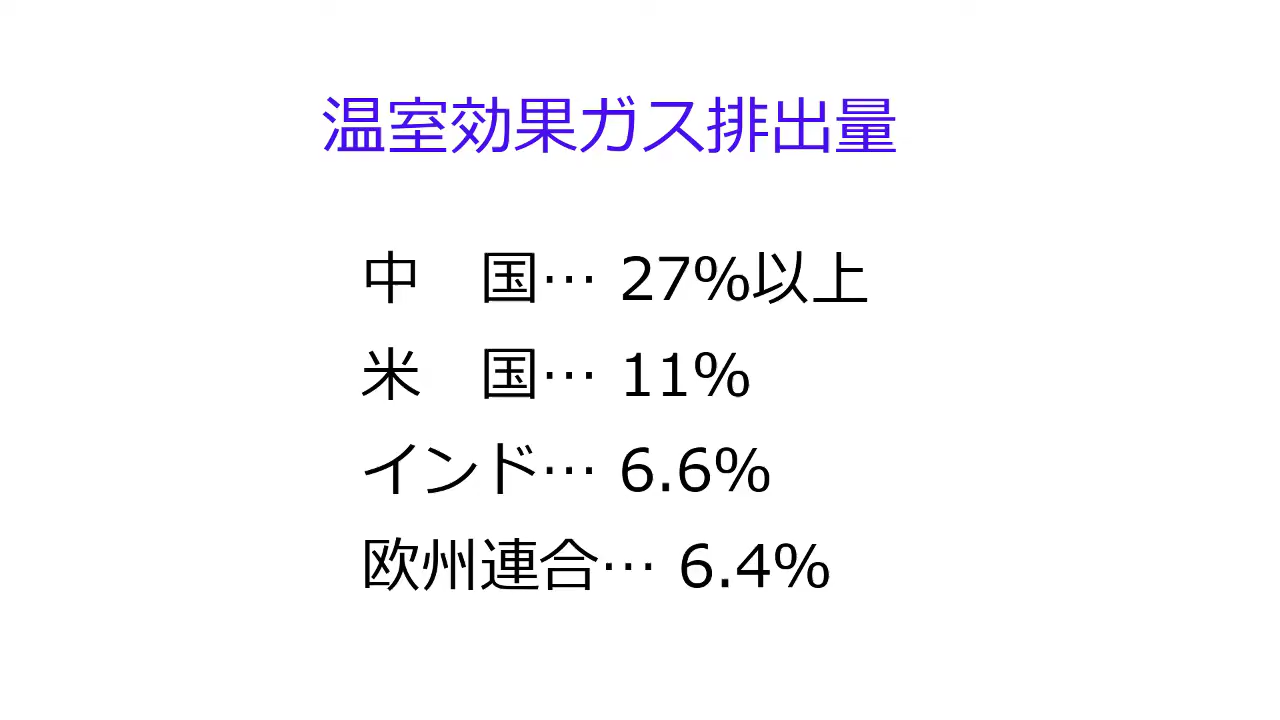 温室効果ガス排出量
中　国… 27%以上
米　国… 11%
インド… 6.6%
欧州連合… 6.4%